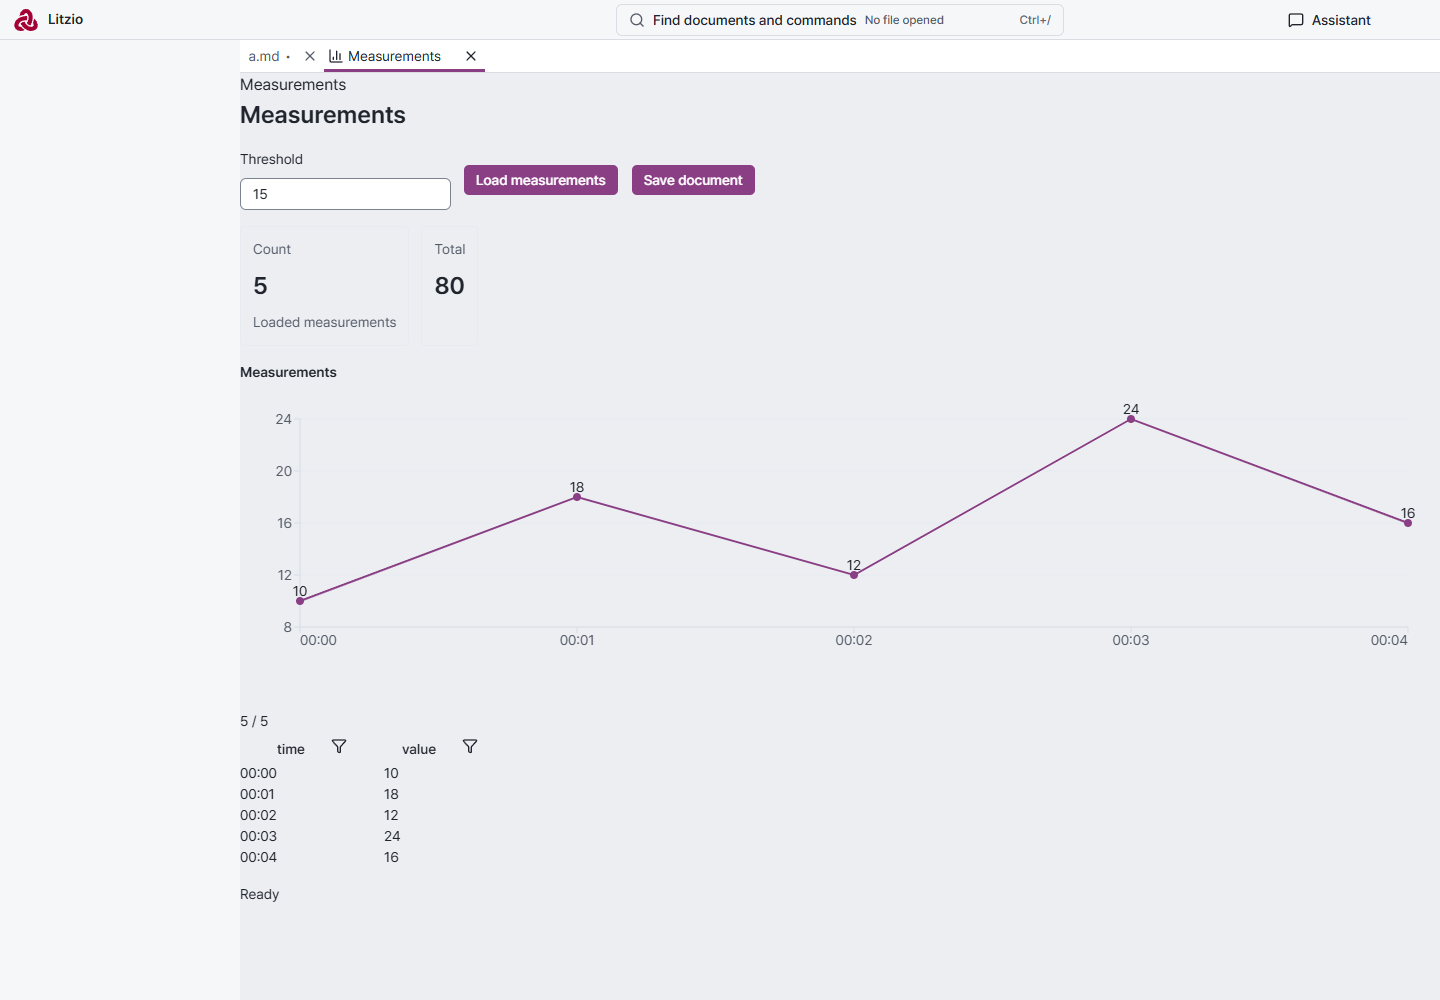 Litzio
Find documents and commands No file opened Ctrl+/
Assistant
a.md •
Measurements
Measurements
Measurements
Threshold
15
Load measurements
Save document
Count
5
Loaded measurements
Total
80
Measurements
24
20
16
12
8
10
18
12
24
16
00:00 00:01 00:02 00:03 00:04
5 / 5
time value
00:00 10
00:01 18
00:02 12
00:03 24
00:04 16
Ready